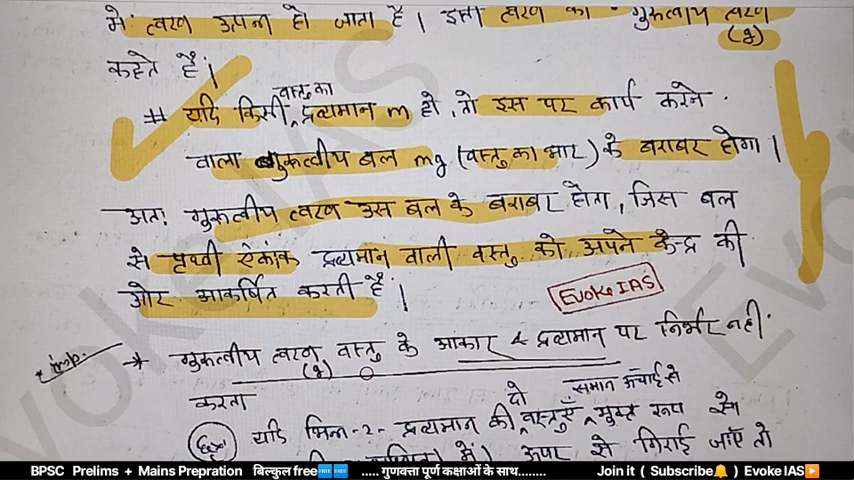 में त्वरण उत्पन्न हो जाता है। इसी त्वरण को गुरुत्वीय त्वरण
(g)
कहते हैं।
# यदि किसी वस्तु का द्रव्यमान m हो, तो इस पर कार्य करने
वाला गुरुत्वीय बल mg (वस्तु का भार) के बराबर होगा।
अतः गुरुत्वीय त्वरण उस बल के बराबर होगा, जिस बल
से पृथ्वी ऐकांक द्रव्यमान वाली वस्तु को अपने केन्द्र की
ओर आकर्षित करती है।
Evoke IAS
imp. → गुरुत्वीय त्वरण वस्तु के आकार & द्रव्यमान पर निर्भर नहीं
(g)
करता
यदि भिन्न-2- द्रव्यमान की दो वस्तुएँ समान ऊंचाई से मुक्त रूप से
में) ऊपर से गिराई जाएँ तो
BPSC Prelims + Mains Prepration बिल्कुल free🆓🆓 ..... गुणवत्ता पूर्ण कक्षाओं के साथ........ Join it ( Subscribe🔔 ) Evoke IAS▶️